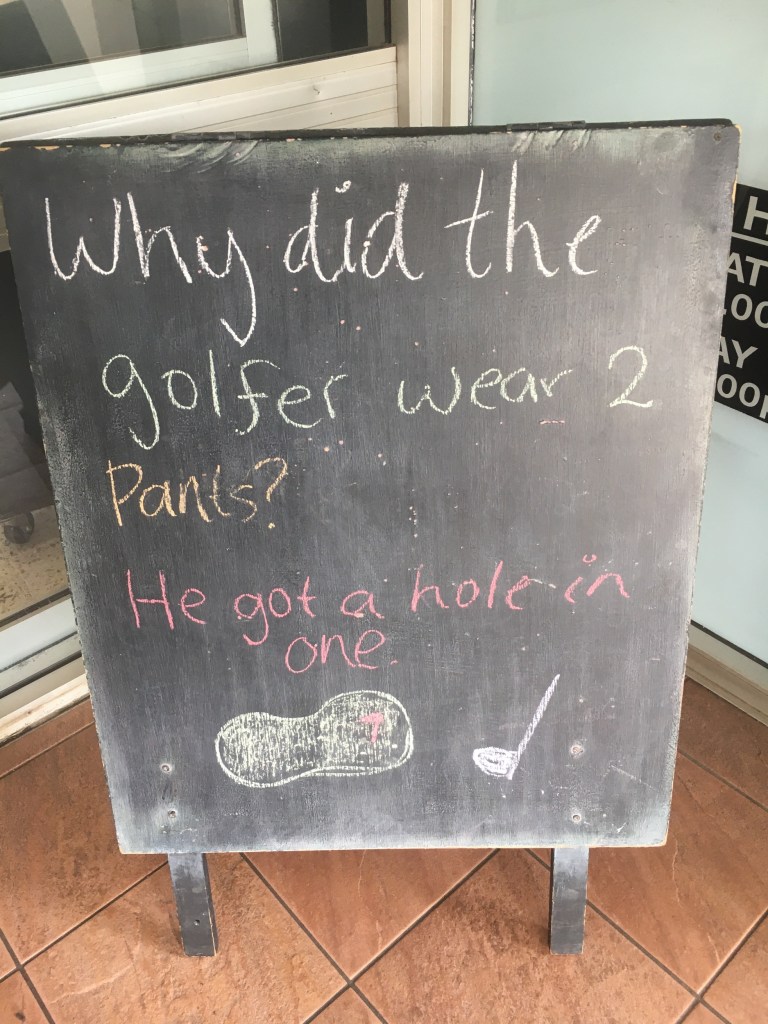 Why did the
golfer wear 2
Pants?
He got a hole in
one.